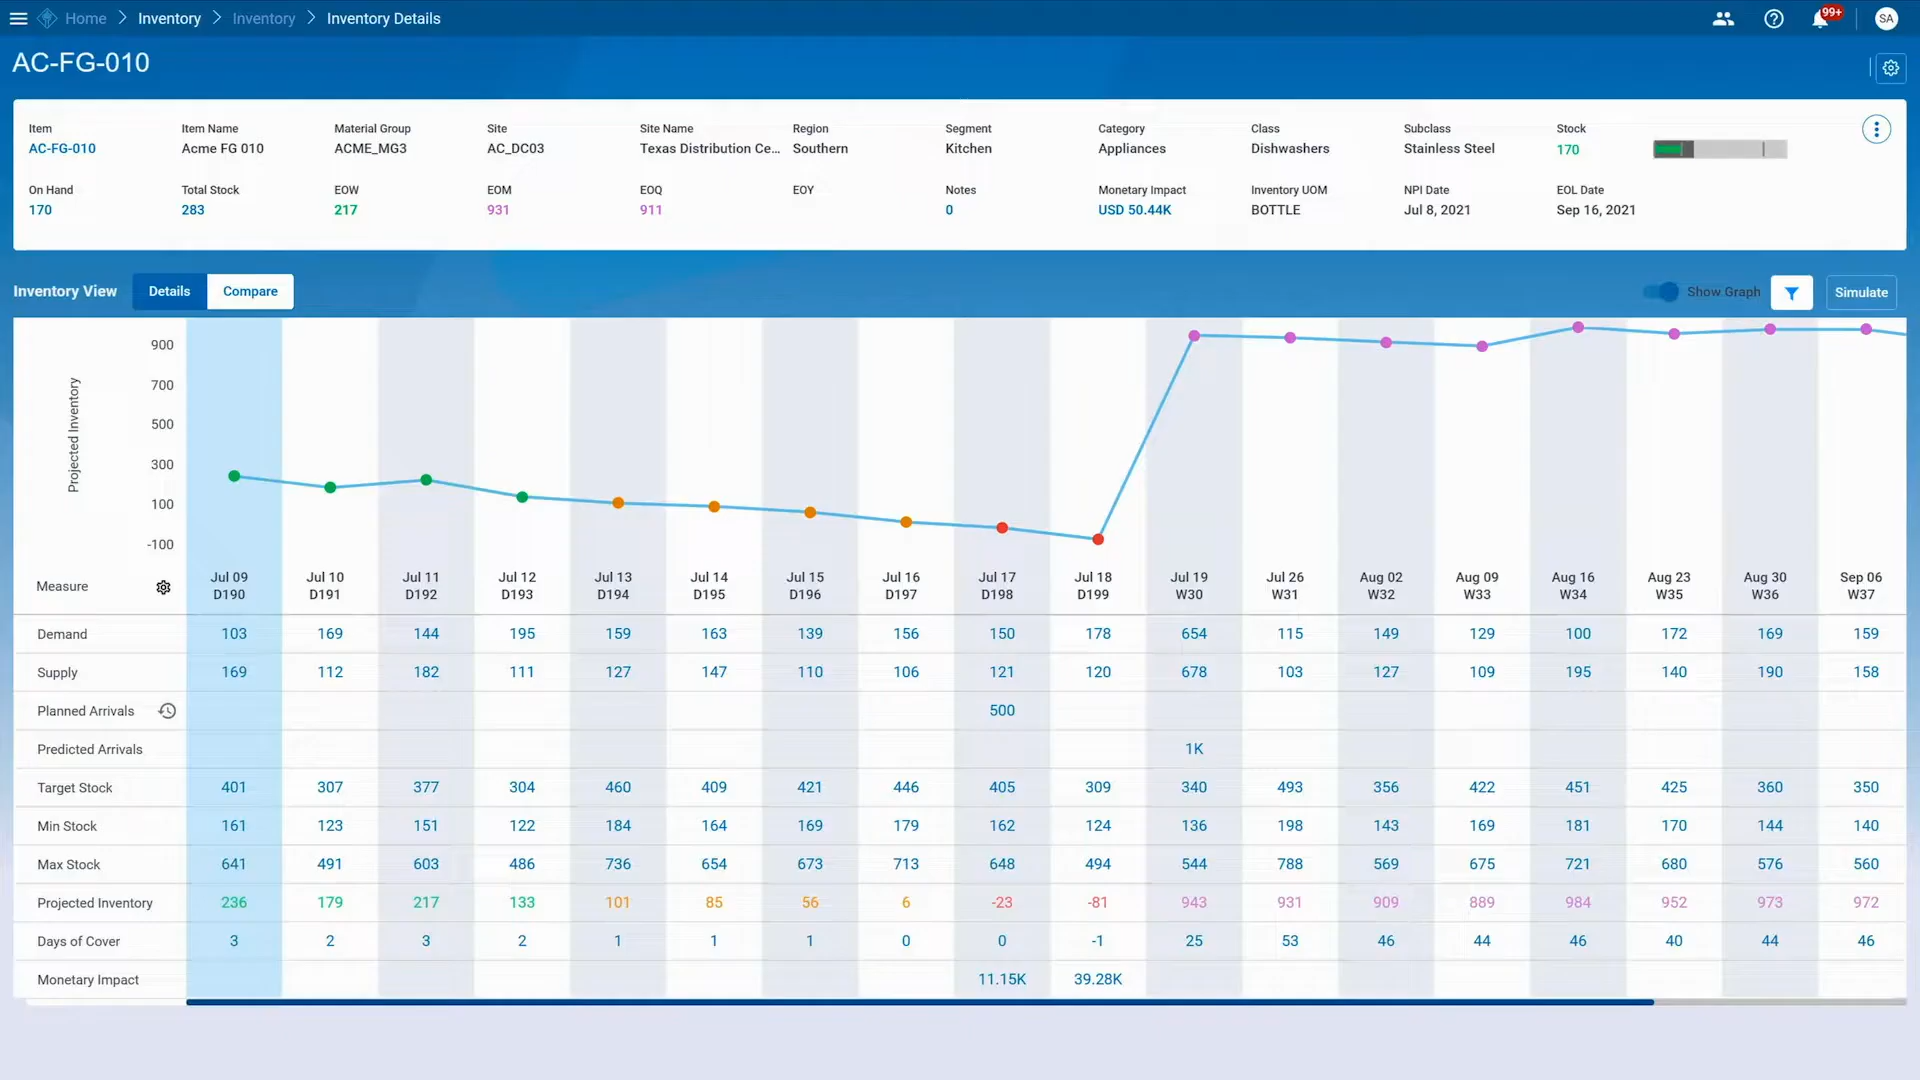 Home > Inventory > Inventory > Inventory Details
99+
SA
AC-FG-010
Item Item Name Material Group Site Site Name Region Segment Category Class Subclass Stock
AC-FG-010 Acme FG 010 ACME_MG3 AC_DC03 Texas Distribution Ce... Southern Kitchen Appliances Dishwashers Stainless Steel 170
On Hand Total Stock EOW EOM EOQ EOY Notes Monetary Impact Inventory UOM NPI Date EOL Date
170 283 217 931 911 0 USD 50.44K BOTTLE Jul 8, 2021 Sep 16, 2021
Inventory View Details Compare Show Graph Simulate
Projected Inventory
900
700
500
300
100
-100
Measure
Jul 09 Jul 10 Jul 11 Jul 12 Jul 13 Jul 14 Jul 15 Jul 16 Jul 17 Jul 18 Jul 19 Jul 26 Aug 02 Aug 09 Aug 16 Aug 23 Aug 30 Sep 06
D190 D191 D192 D193 D194 D195 D196 D197 D198 D199 W30 W31 W32 W33 W34 W35 W36 W37
Demand 103 169 144 195 159 163 139 156 150 178 654 115 149 129 100 172 169 159
Supply 169 112 182 111 127 147 110 106 121 120 678 103 127 109 195 140 190 158
Planned Arrivals 500
Predicted Arrivals 1K
Target Stock 401 307 377 304 460 409 421 446 405 309 340 493 356 422 451 425 360 350
Min Stock 161 123 151 122 184 164 169 179 162 124 136 198 143 169 181 170 144 140
Max Stock 641 491 603 486 736 654 673 713 648 494 544 788 569 675 721 680 576 560
Projected Inventory 236 179 217 133 101 85 56 6 -23 -81 943 931 909 889 984 952 973 972
Days of Cover 3 2 3 2 1 1 1 0 0 -1 25 53 46 44 46 40 44 46
Monetary Impact 11.15K 39.28K